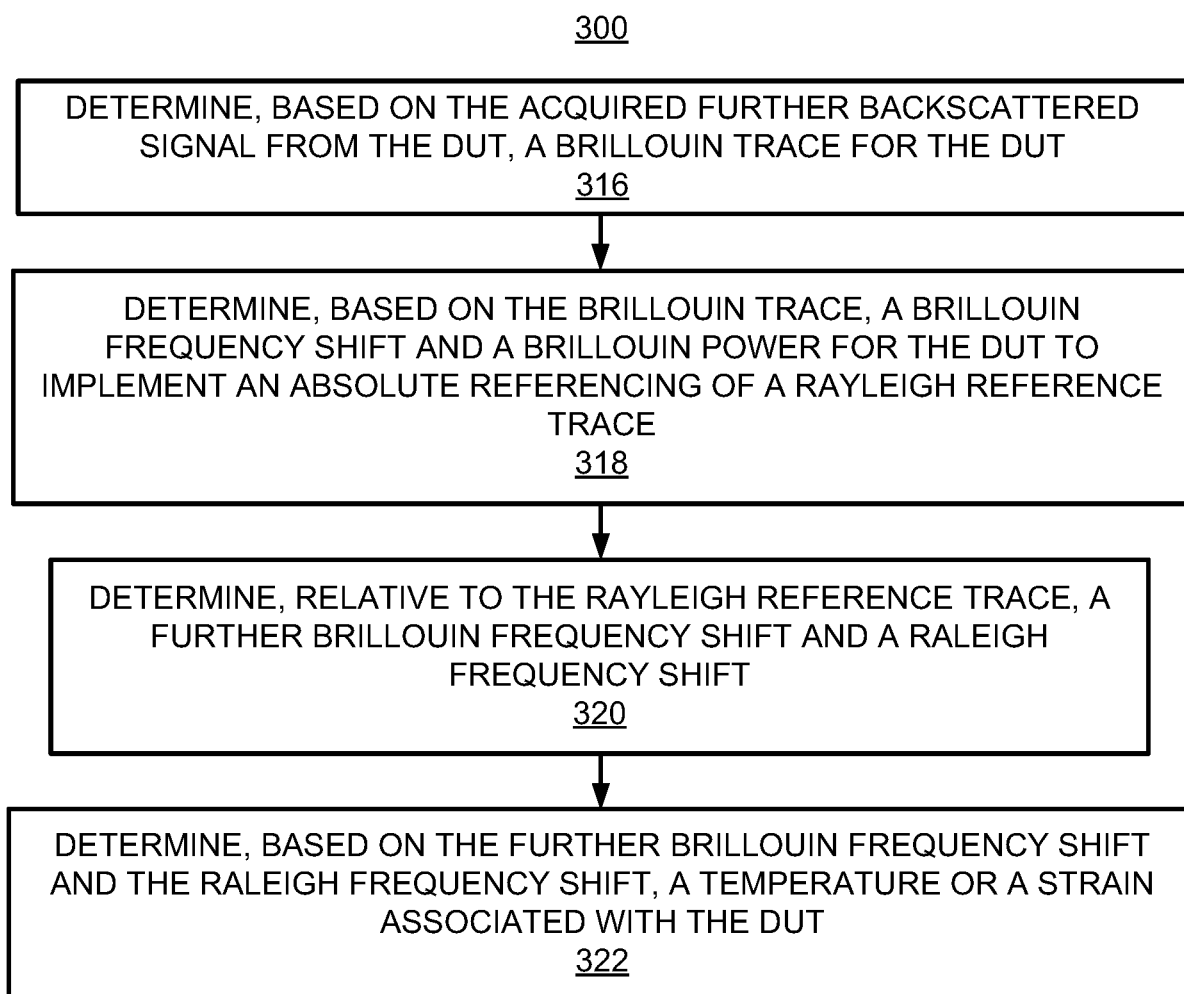 300
DETERMINE, BASED ON THE ACQUIRED FURTHER BACKSCATTERED
SIGNAL FROM THE DUT, A BRILLOUIN TRACE FOR THE DUT
316
DETERMINE, BASED ON THE BRILLOUIN TRACE, A BRILLOUIN
FREQUENCY SHIFT AND A BRILLOUIN POWER FOR THE DUT TO
IMPLEMENT AN ABSOLUTE REFERENCING OF A RAYLEIGH REFERENCE
TRACE
318
DETERMINE, RELATIVE TO THE RAYLEIGH REFERENCE TRACE, A
FURTHER BRILLOUIN FREQUENCY SHIFT AND A RALEIGH
FREQUENCY SHIFT
320
DETERMINE, BASED ON THE FURTHER BRILLOUIN FREQUENCY SHIFT
AND THE RALEIGH FREQUENCY SHIFT, A TEMPERATURE OR A STRAIN
ASSOCIATED WITH THE DUT
322